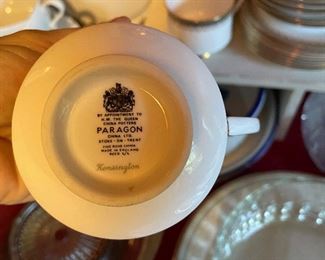 BY APPOINTMENT TO
H.M. THE QUEEN
CHINA POTTERS
PARAGON
CHINA LTD.
STOKE-ON-TRENT
FINE BONE CHINA
MADE IN ENGLAND
Kensington